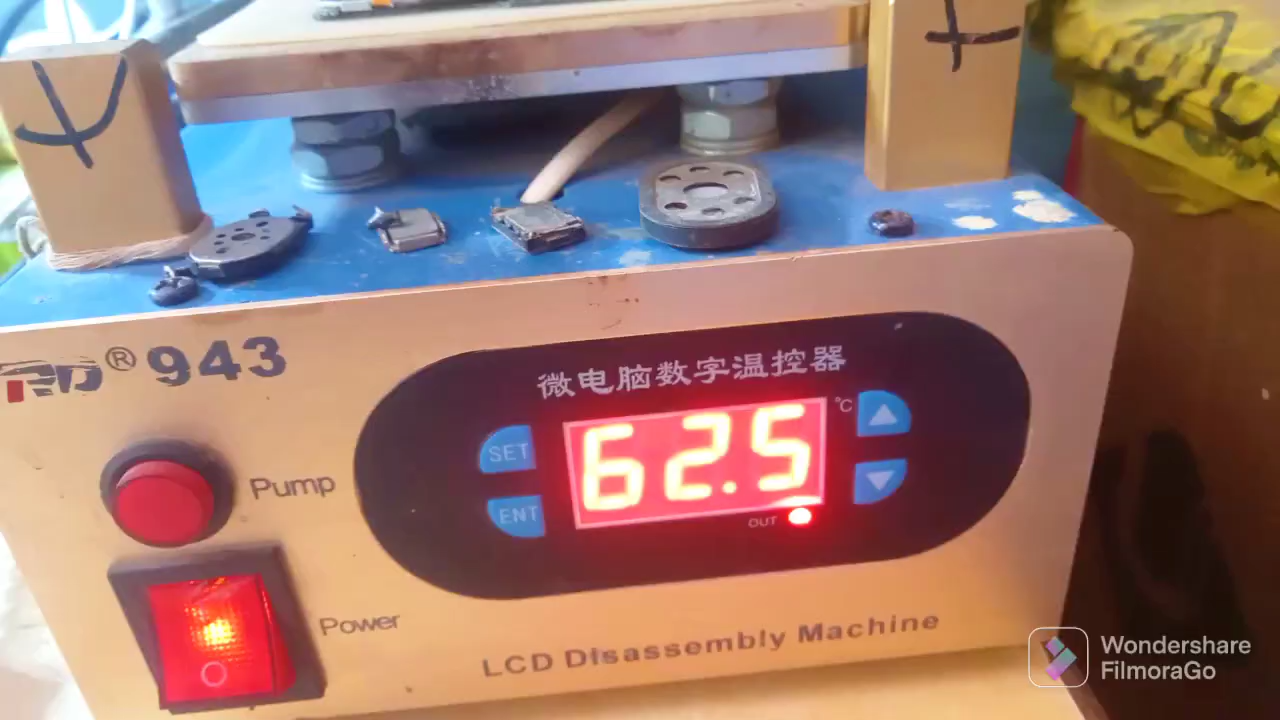 ® 943
微电脑数字温控器
°C
SET
62.5
ENT
OUT
Pump
Power
LCD Disassembly Machine
Wondershare
FilmoraGo